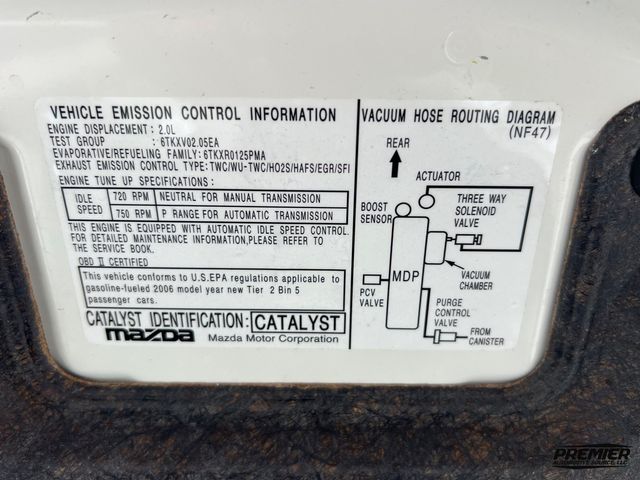 VEHICLE EMISSION CONTROL INFORMATION
ENGINE DISPLACEMENT : 2.0L
TEST GROUP : 6TKXV02.05EA
EVAPORATIVE/REFUELING FAMILY: 6TKXR0125PMA
EXHAUST EMISSION CONTROL TYPE: TWC/WU-TWC/HO2S/HAFS/EGR/SFI
ENGINE TUNE UP SPECIFICATIONS :
IDLE SPEED 720 RPM NEUTRAL FOR MANUAL TRANSMISSION
750 RPM P RANGE FOR AUTOMATIC TRANSMISSION
THIS ENGINE IS EQUIPPED WITH AUTOMATIC IDLE SPEED CONTROL.
FOR DETAILED MAINTENANCE INFORMATION,PLEASE REFER TO
THE SERVICE BOOK.
OBD II CERTIFIED
This vehicle conforms to U.S.EPA regulations applicable to
gasoline-fueled 2006 model year new Tier 2 Bin 5
passenger cars.
CATALYST IDENTIFICATION: CATALYST
mazda Mazda Motor Corporation
VACUUM HOSE ROUTING DIAGRAM
(NF47)
REAR
ACTUATOR
BOOST
SENSOR
THREE WAY
SOLENOID
VALVE
MDP
VACUUM
CHAMBER
PCV
VALVE
PURGE
CONTROL
VALVE
FROM
CANISTER
PREMIER
AUTOMOTIVE SOURCE, LLC